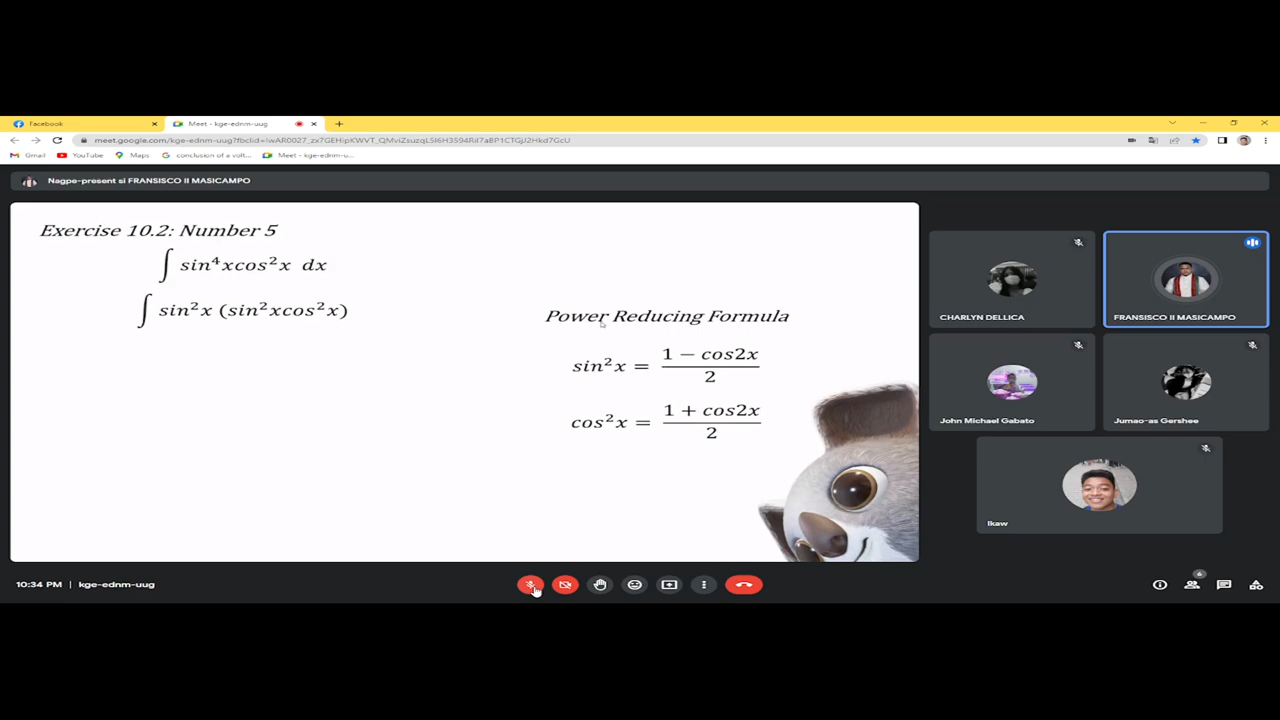 Facebook
Meet - kge-ednm-uug
Gmail
YouTube
Maps
conclusion of a volt...
Meet - kge-ednm-u...
Nagpe-present si FRANSISCO II MASICAMPO
Exercise 10.2: Number 5
∫ sin⁴xcos²x dx
∫ sin²x (sin²xcos²x)
Power Reducing Formula
sin²x = (1 − cos2x)/2
cos²x = (1 + cos2x)/2
CHARLYN DELLICA
FRANSISCO II MASICAMPO
John Michael Gabato
Jumao-as Gershee
Ikaw
10:34 PM | kge-ednm-uug
6